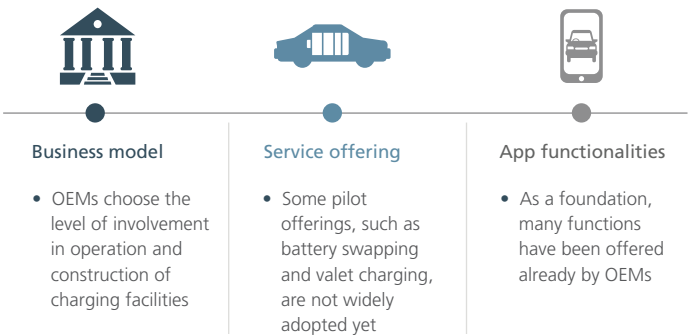 Business model
• OEMs choose the
level of involvement
in operation and
construction of
charging facilities
Service offering
• Some pilot
offerings, such as
battery swapping
and valet charging,
are not widely
adopted yet
App functionalities
• As a foundation,
many functions
have been offered
already by OEMs